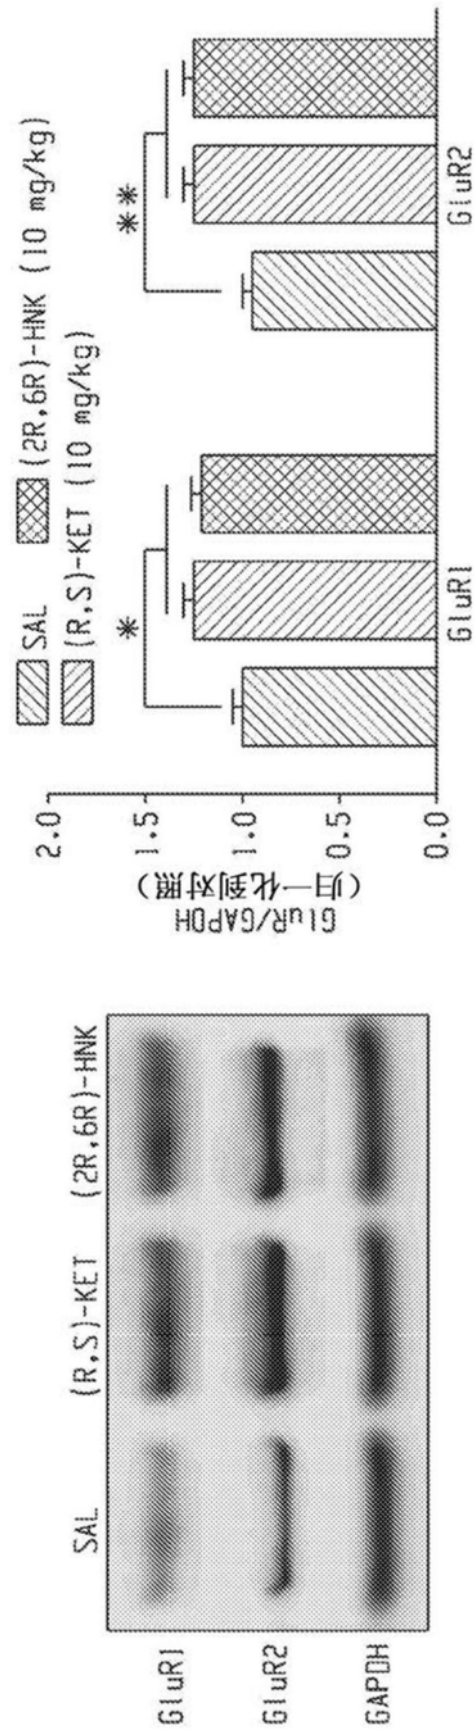 SAL (R,S)-KET (2R,6R)-HNK
GluR1
GluR2
GAPDH
SAL (2R,6R)-HNK (10 mg/kg)
(R,S)-KET (10 mg/kg)
GluR/GAPDH
(归一化到对照)
2.0
1.5
1.0
0.5
0.0
*
**
GluR1 GluR2